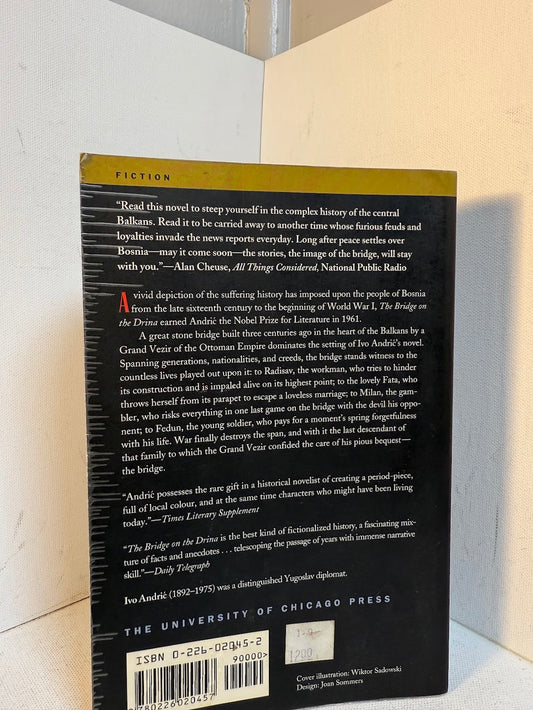 FICTION
“Read this novel to steep yourself in the complex history of the central
Balkans. Read it to be carried away to another time whose furious feuds and
loyalties invade the news reports everyday. Long after peace settles over
Bosnia—may it come soon—the stories, the image of the bridge, will stay
with you.”—Alan Cheuse, All Things Considered, National Public Radio
A vivid depiction of the suffering history has imposed upon the people of Bosnia
from the late sixteenth century to the beginning of World War I, The Bridge on
the Drina earned Andrić the Nobel Prize for Literature in 1961.
A great stone bridge built three centuries ago in the heart of the Balkans by a
Grand Vezir of the Ottoman Empire dominates the setting of Ivo Andrić’s novel.
Spanning generations, nationalities, and creeds, the bridge stands witness to the
countless lives played out upon it: to Radisav, the workman, who tries to hinder
its construction and is impaled alive on its highest point; to the lovely Fata, who
throws herself from its parapet to escape a loveless marriage; to Milan, the gam-
bler, who risks everything in one last game on the bridge with the devil his oppo-
nent; to Fedun, the young soldier, who pays for a moment’s spring forgetfulness
with his life. War finally destroys the span, and with it the last descendant of
that family to which the Grand Vezir confided the care of his pious bequest—
the bridge.
“Andrić possesses the rare gift in a historical novelist of creating a period-piece,
full of local colour, and at the same time characters who might have been living
today.”—Times Literary Supplement
“The Bridge on the Drina is the best kind of fictionalized history, a fascinating mix-
ture of facts and anecdotes . . . telescoping the passage of years with immense narrative
skill.”—Daily Telegraph
Ivo Andrić (1892–1975) was a distinguished Yugoslav diplomat.
THE UNIVERSITY OF CHICAGO PRESS
ISBN 0-226-02045-2
90000>
780226020457
1200
Cover illustration: Wiktor Sadowski
Design: Joan Sommers